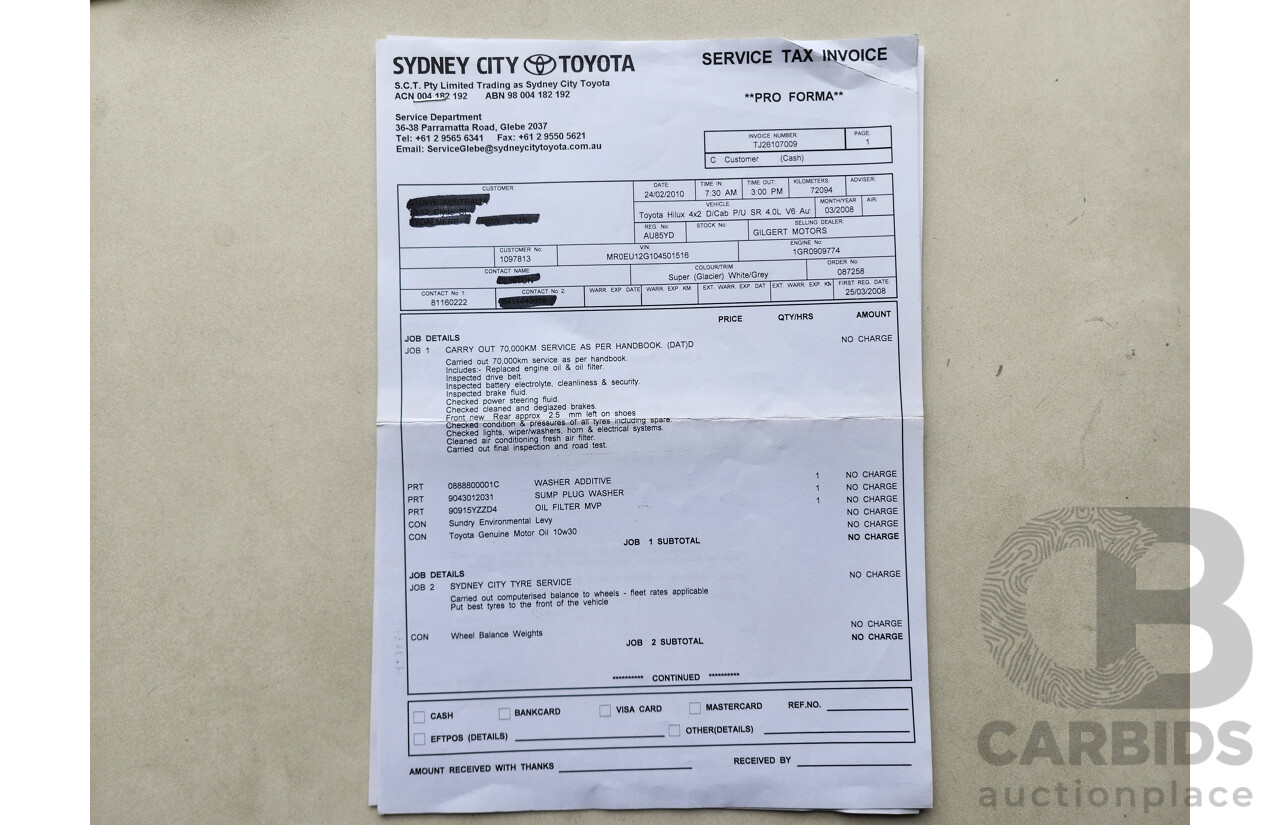 SYDNEY CITY TOYOTA
SERVICE TAX INVOICE
S.C.T. Pty Limited Trading as Sydney City Toyota
ACN 004 182 192 ABN 98 004 182 192
**PRO FORMA**
Service Department
36-38 Parramatta Road, Glebe 2037
Tel: +61 2 9565 6341 Fax: +61 2 9550 5621
Email: ServiceGlebe@sydneycitytoyota.com.au
INVOICE NUMBER: PAGE:
TJ26107009 1
C Customer (Cash)
CUSTOMER: DATE: TIME IN: TIME OUT: KILOMETERS: ADVISER:
24/02/2010 7:30 AM 3:00 PM 72094
VEHICLE: MONTH/YEAR AIR:
Toyota Hilux 4x2 D/Cab P/U SR 4.0L V6 Au 03/2008
REG. No: STOCK No: SELLING DEALER:
AU85YD GILGERT MOTORS
CUSTOMER No: VIN: ENGINE No:
1097813 MR0EU12G104501516 1GR0909774
CONTACT NAME COLOUR/TRIM ORDER No:
Super (Glacier) White/Grey 087258
CONTACT No 1: CONTACT No 2: WARR. EXP. DATE WARR. EXP. KM EXT. WARR. EXP. DAT EXT. WARR. EXP. KM FIRST REG. DATE:
81160222 25/03/2008
PRICE QTY/HRS AMOUNT
JOB DETAILS
JOB 1 CARRY OUT 70,000KM SERVICE AS PER HANDBOOK. (DAT)D NO CHARGE
Carried out 70,000km service as per handbook.
Includes:- Replaced engine oil & oil filter.
Inspected drive belt.
Inspected battery electrolyte, cleanliness & security.
Inspected brake fluid.
Checked power steering fluid.
Checked cleaned and deglazed brakes.
Front new Rear approx 2.5 mm left on shoes
Checked condition & pressures of all tyres including spare.
Checked lights, wiper/washers, horn & electrical systems.
Cleaned air conditioning fresh air filter.
Carried out final inspection and road test.
PRT 0888800001C WASHER ADDITIVE 1 NO CHARGE
PRT 9043012031 SUMP PLUG WASHER 1 NO CHARGE
PRT 90915YZZD4 OIL FILTER MVP 1 NO CHARGE
CON Sundry Environmental Levy NO CHARGE
CON Toyota Genuine Motor Oil 10w30 NO CHARGE
JOB 1 SUBTOTAL NO CHARGE
JOB DETAILS
JOB 2 SYDNEY CITY TYRE SERVICE NO CHARGE
Carried out computerised balance to wheels - fleet rates applicable
Put best tyres to the front of the vehicle
CON Wheel Balance Weights NO CHARGE
JOB 2 SUBTOTAL NO CHARGE
********** CONTINUED **********
CASH BANKCARD VISA CARD MASTERCARD REF.NO.
EFTPOS (DETAILS) OTHER(DETAILS)
AMOUNT RECEIVED WITH THANKS RECEIVED BY
CARBIDS
auctionplace